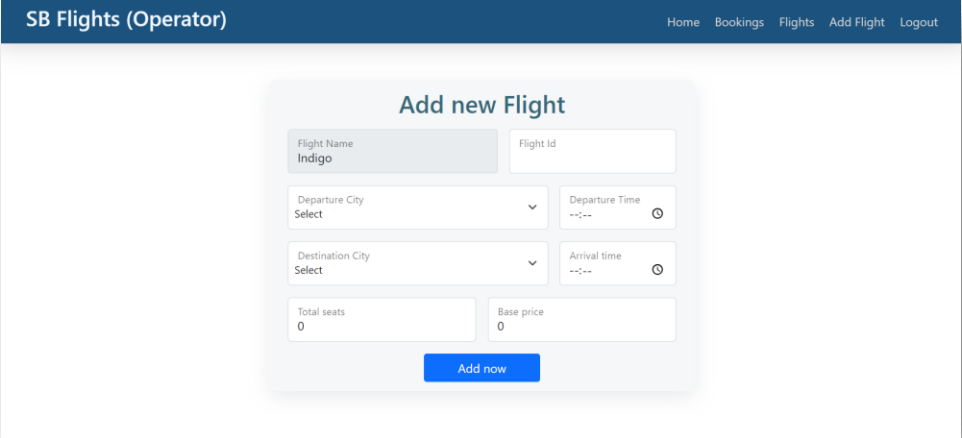 SB Flights (Operator)
Home Bookings Flights Add Flight Logout
Add new Flight
Flight Name
Indigo
Flight Id
Departure City
Select
Departure Time
--:--
Destination City
Select
Arrival time
--:--
Total seats
0
Base price
0
Add now